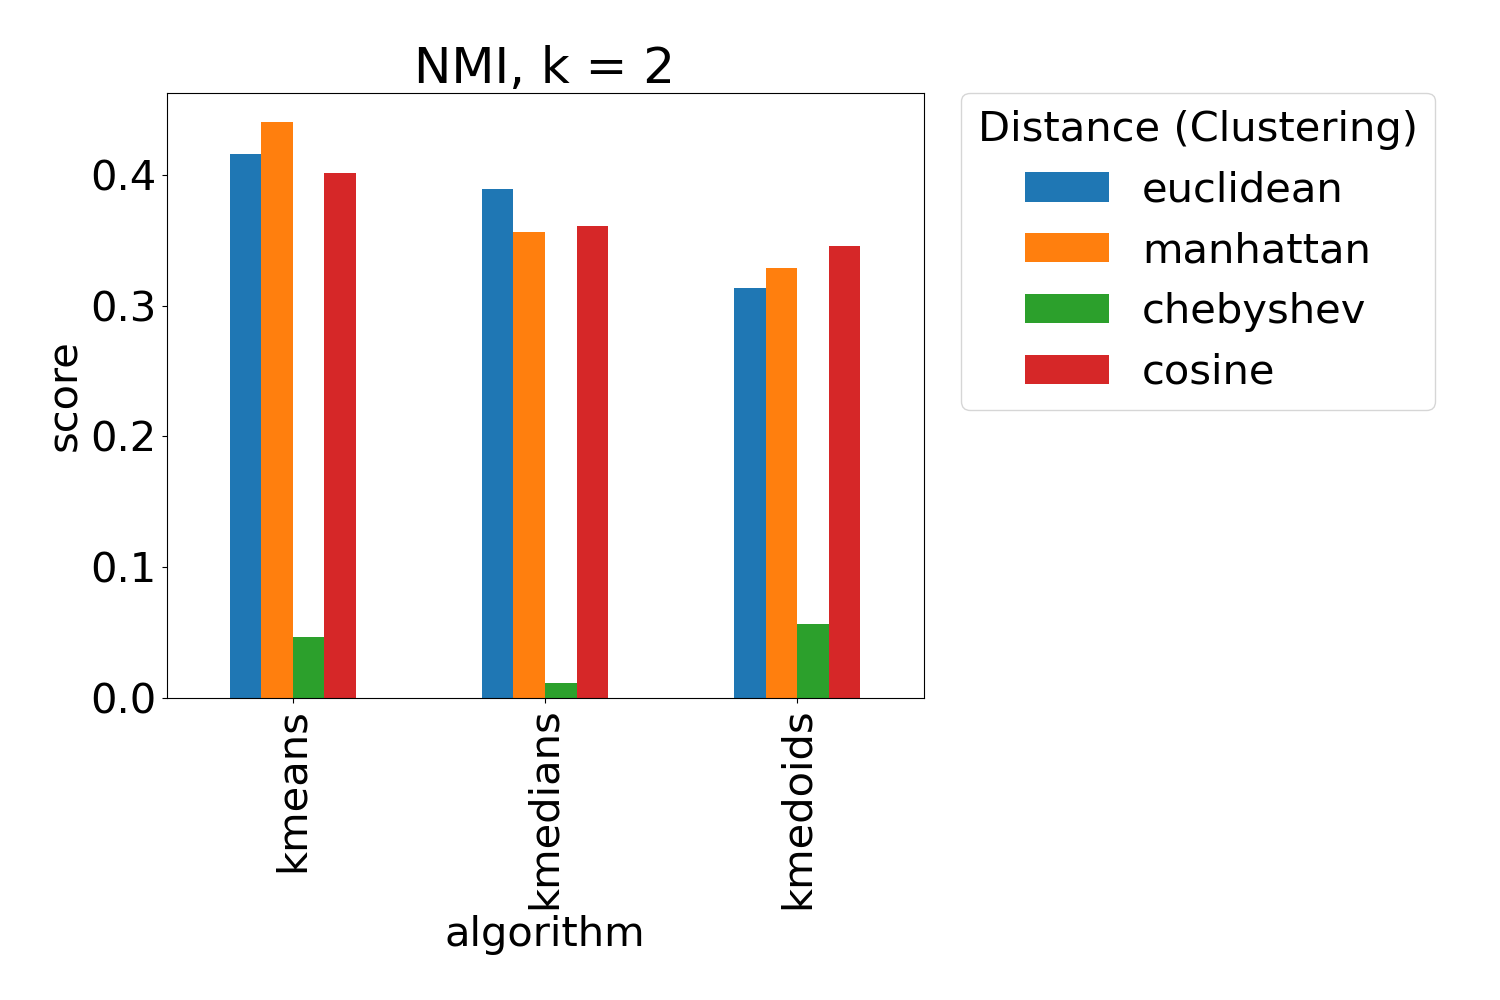 NMI, k = 2
score
0.4
0.3
0.2
0.1
0.0
kmeans
kmedians
kmedoids
algorithm
Distance (Clustering)
euclidean
manhattan
chebyshev
cosine